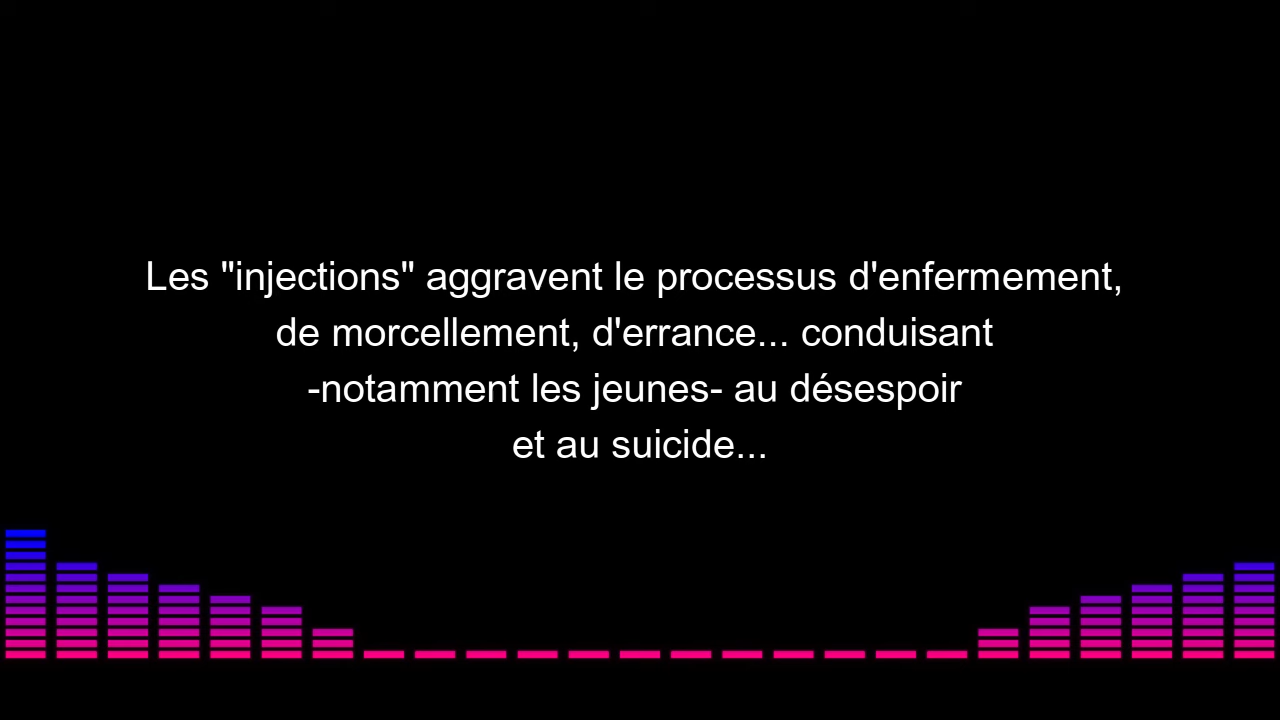 Les "injections" aggravent le processus d'enfermement,
de morcellement, d'errance... conduisant
-notamment les jeunes- au désespoir
et au suicide...